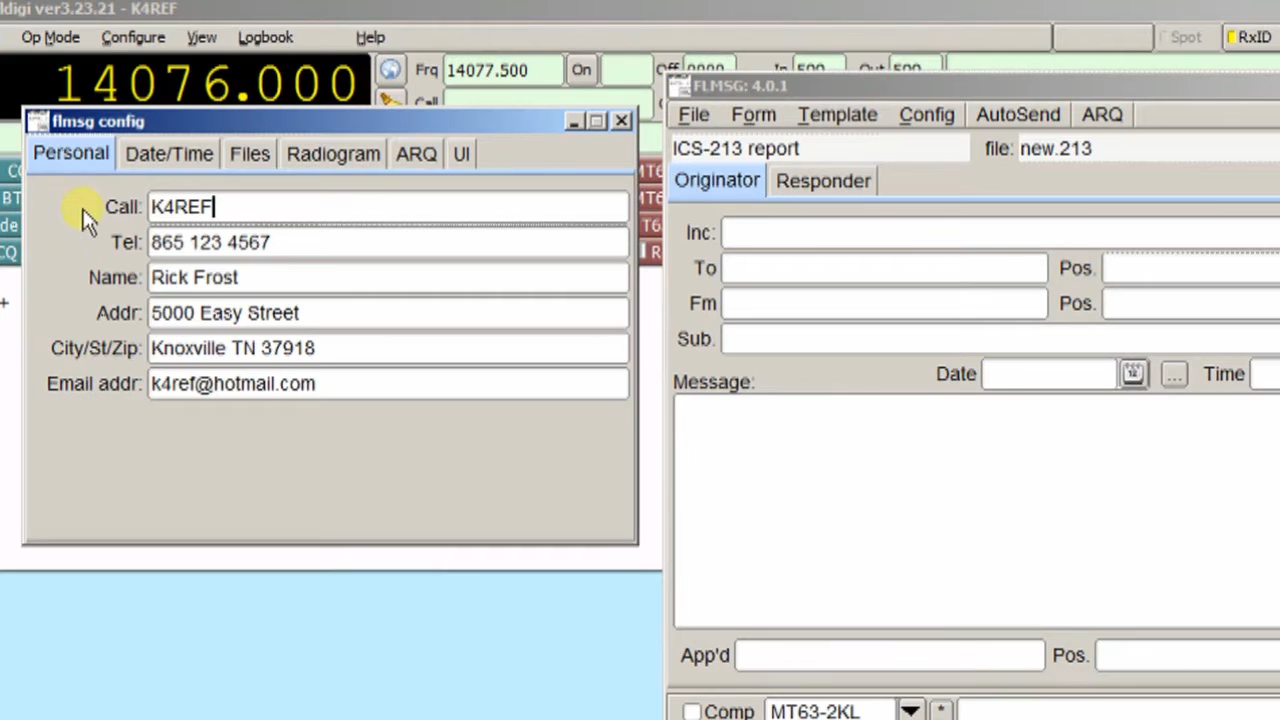 ldigi ver3.23.21 - K4REF
Op Mode Configure View Logbook Help
Spot RxID
14076.000
Frq 14077.500 On Off 0000 In 500 Out 500
Call
flmsg config
Personal Date/Time Files Radiogram ARQ UI
Call: K4REF
Tel: 865 123 4567
Name: Rick Frost
Addr: 5000 Easy Street
City/St/Zip: Knoxville TN 37918
Email addr: k4ref@hotmail.com
FLMSG: 4.0.1
File Form Template Config AutoSend ARQ
ICS-213 report file: new.213
Originator Responder
Inc:
To Pos.
Fm Pos.
Sub.
Message: Date 12 ... Time
App'd Pos.
Comp MT63-2KL *